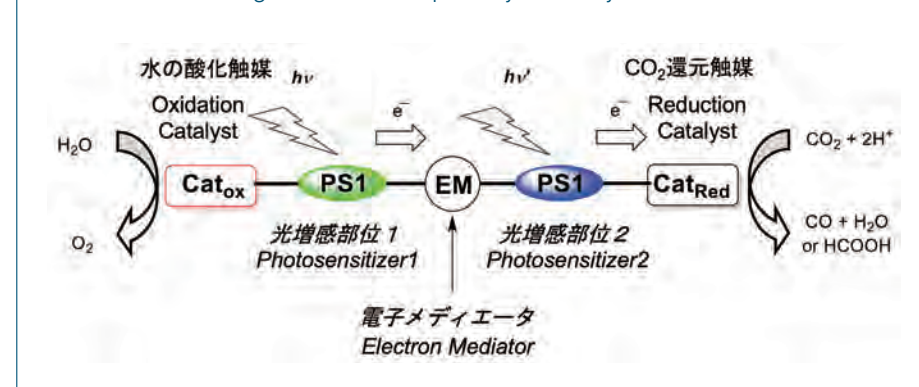 水の酸化触媒
Oxidation
Catalyst
hν
e⁻
hν'
e⁻
CO₂還元触媒
Reduction
Catalyst
H₂O
O₂
Catox
PS1
EM
PS1
CatRed
CO₂ + 2H⁺
CO + H₂O
or HCOOH
光増感部位 1
Photosensitizer1
光増感部位 2
Photosensitizer2
電子メディエータ
Electron Mediator